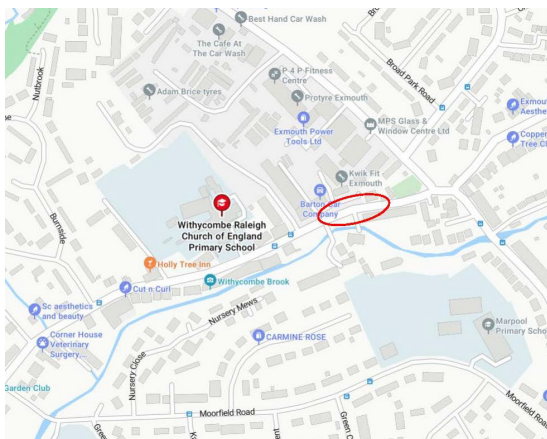 Best Hand Car Wash
The Cafe At
The Car Wash
P-4 P Fitness
Centre
Nutbrook
Adam Brice tyres
Protyre Exmouth
Broad Park Road
Exmouth Power
Tools Ltd
MPS Glass &
Window Centre Ltd
Exmou
Aesthe
Copper
Tree Cl
Kwik Fit
Exmouth
Barton Car
Company
Withycombe Raleigh
Church of England
Primary School
Burnside
Holly Tree Inn
Withycombe Brook
Cut n Curl
Sc aesthetics
and beauty
Nursery Mews
Corner House
Veterinary
Surgery,...
CARMINE ROSE
Marpool
Primary Scho
Nursery Close
Garden Club
Moorfield Road
Moorfield Road
Green C